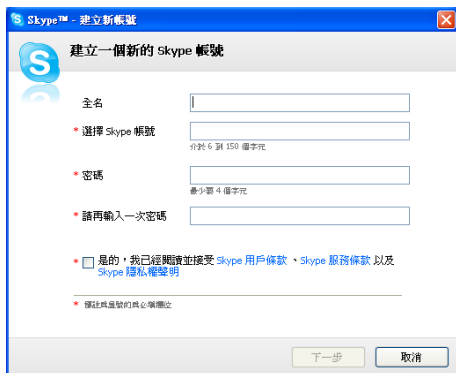 Skype™ - 建立新帳號
建立一個新的 Skype 帳號
全名
* 選擇 Skype 帳號
介於 6 到 150 個字元
* 密碼
最少要 4 個字元
* 請再輸入一次密碼
* 是的，我已經閱讀並接受 Skype 用戶條款 、Skype 服務條款 以及
Skype 隱私權聲明
* 標註為星號的為必填欄位
下一步 取消